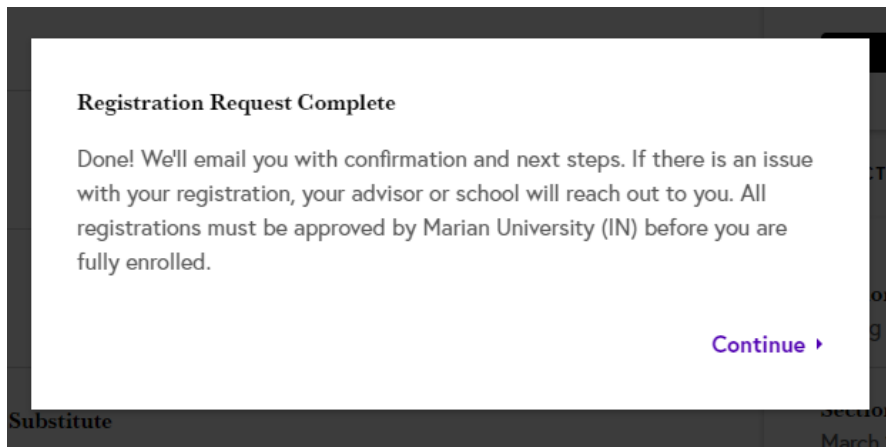 Registration Request Complete
Done! We'll email you with confirmation and next steps. If there is an issue
with your registration, your advisor or school will reach out to you. All
registrations must be approved by Marian University (IN) before you are
fully enrolled.
Continue
Substitute
March